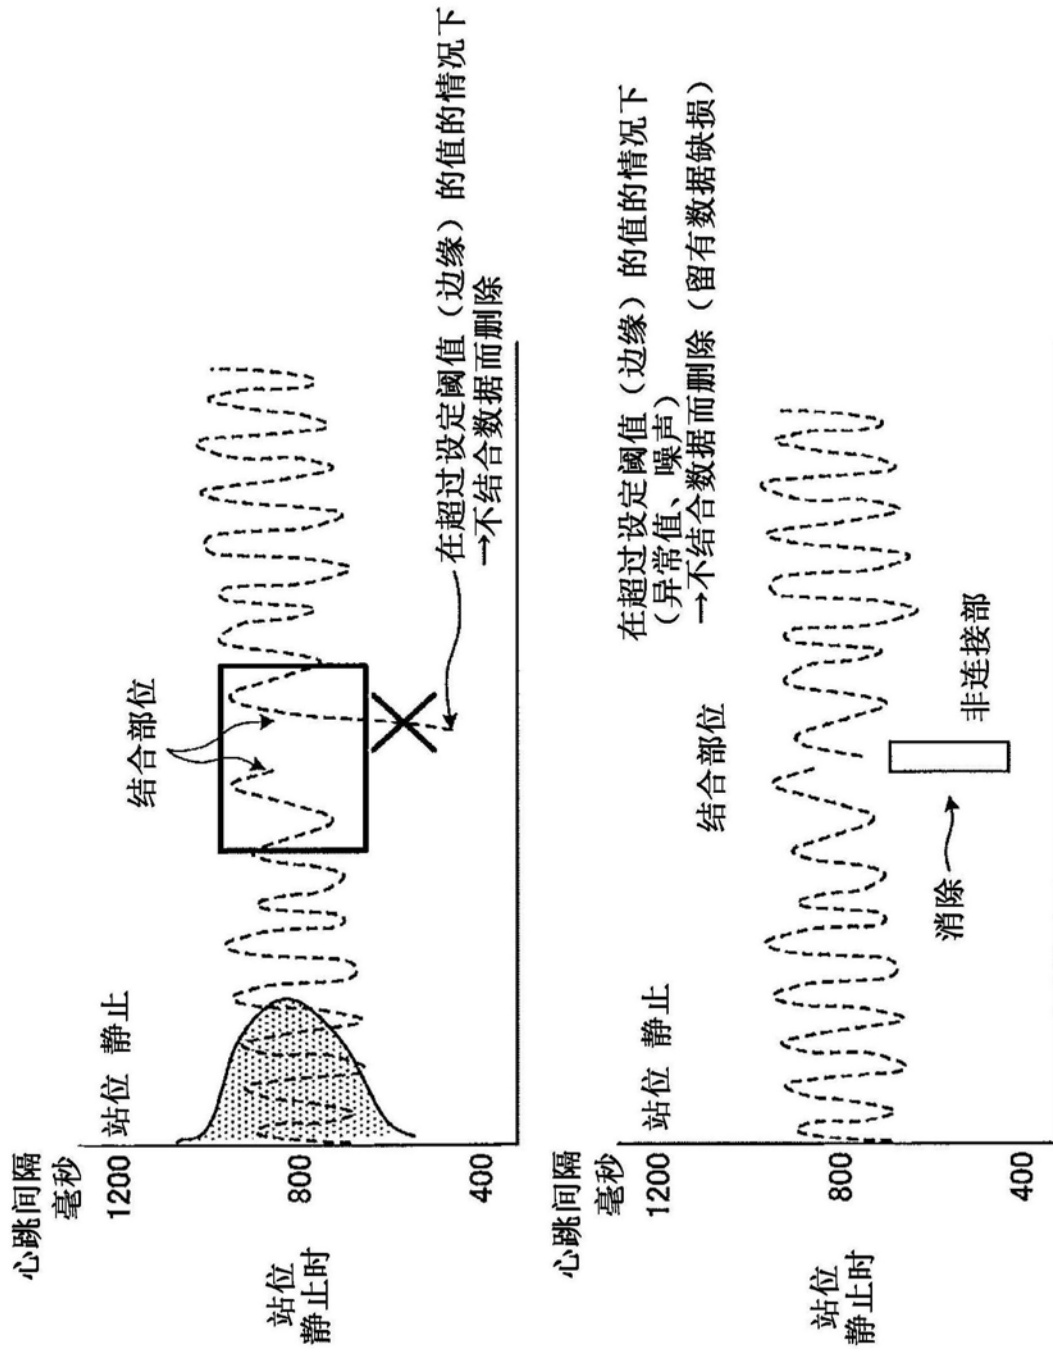 心跳间隔
毫秒
1200
800
400
站位
静止时
站位 静止
结合部位
在超过设定阈值（边缘）的值的情况下
→不结合数据而删除
心跳间隔
毫秒
1200
800
400
站位
静止时
站位 静止
结合部位
在超过设定阈值（边缘）的值的情况下
（异常值、噪声）
→不结合数据而删除（留有数据缺损）
消除
非连接部